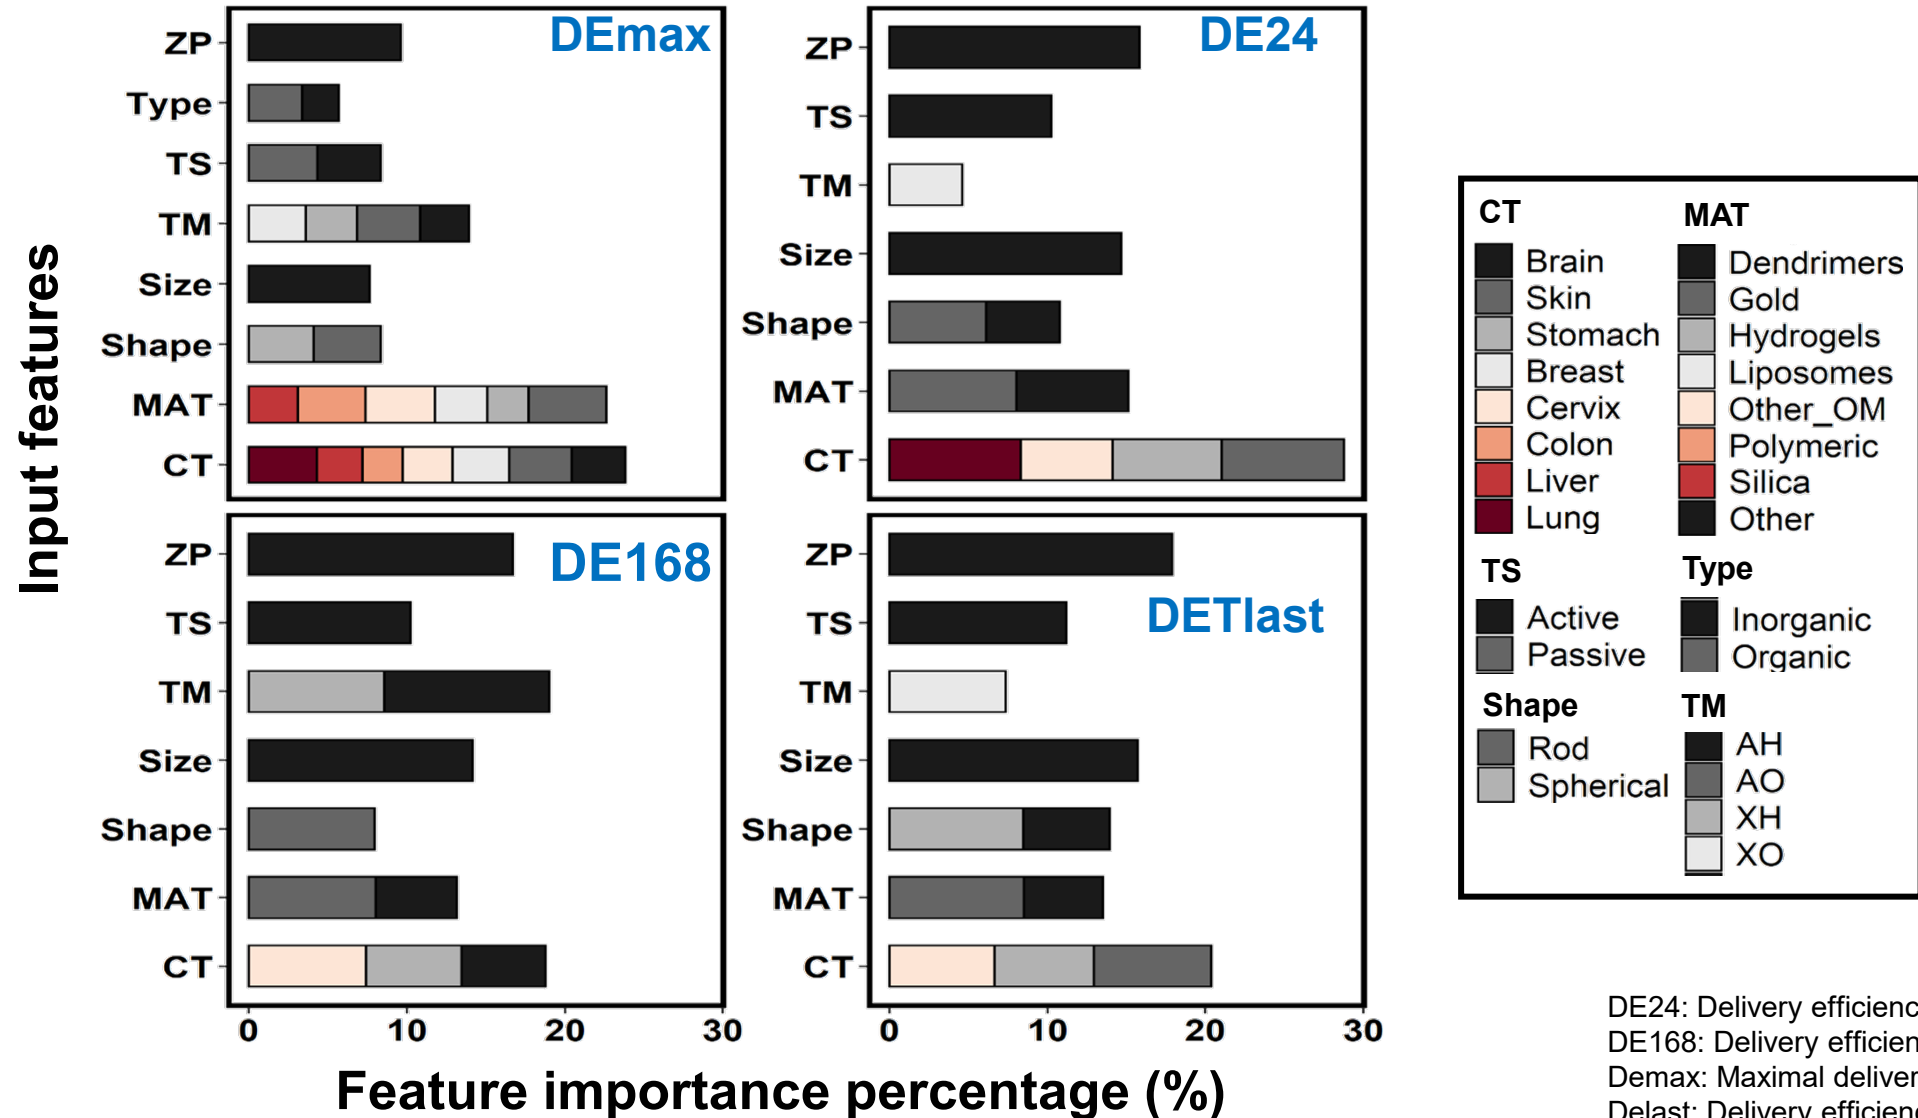 Input features
DEmax
ZP
Type
TS
TM
Size
Shape
MAT
CT
DE24
ZP
TS
TM
Size
Shape
MAT
CT
DE168
ZP
TS
TM
Size
Shape
MAT
CT
0 10 20 30
DETlast
ZP
TS
TM
Size
Shape
MAT
CT
0 10 20 30
Feature importance percentage (%)
CT
Brain
Skin
Stomach
Breast
Cervix
Colon
Liver
Lung
MAT
Dendrimers
Gold
Hydrogels
Liposomes
Other_OM
Polymeric
Silica
Other
TS
Active
Passive
Type
Inorganic
Organic
Shape
Rod
Spherical
TM
AH
AO
XH
XO
DE24: Delivery
DE168: Delivery
Demax: Maximal
Delast: Delivery